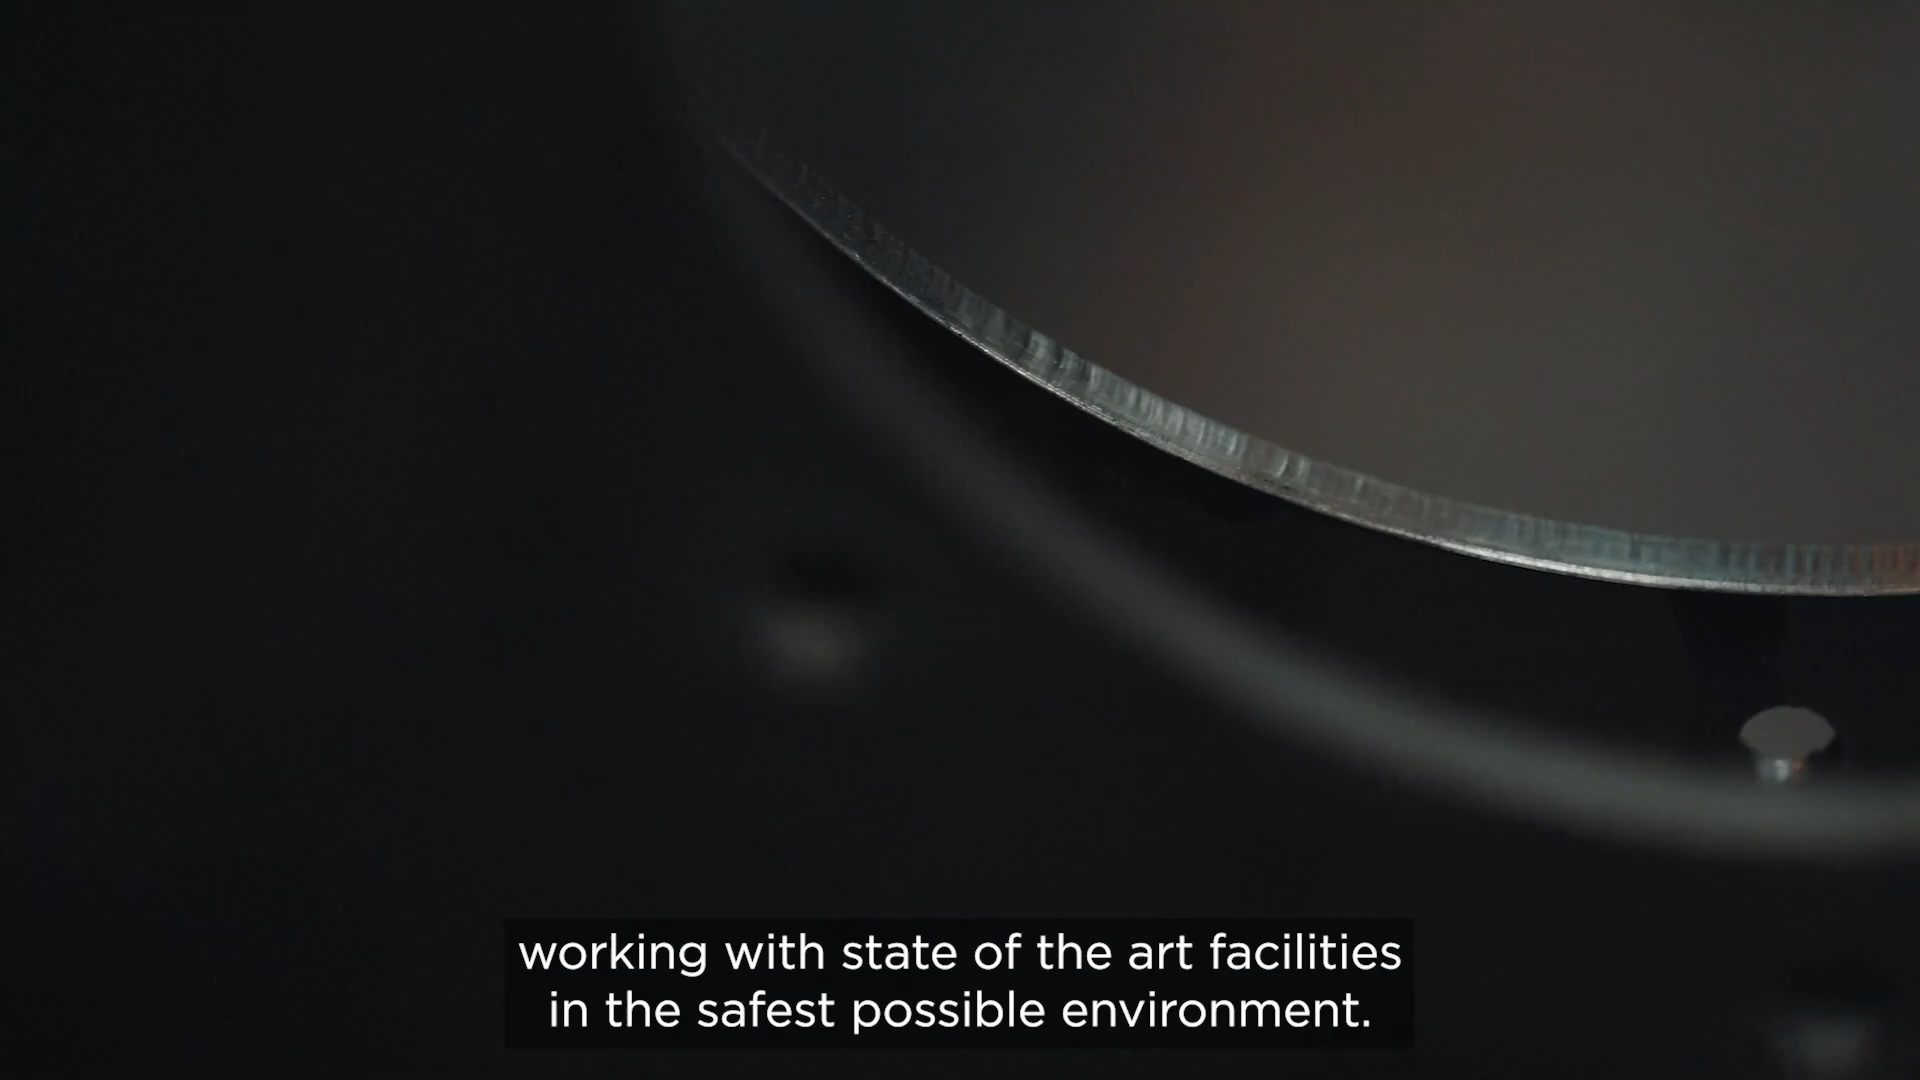 working with state of the art facilities
in the safest possible environment.